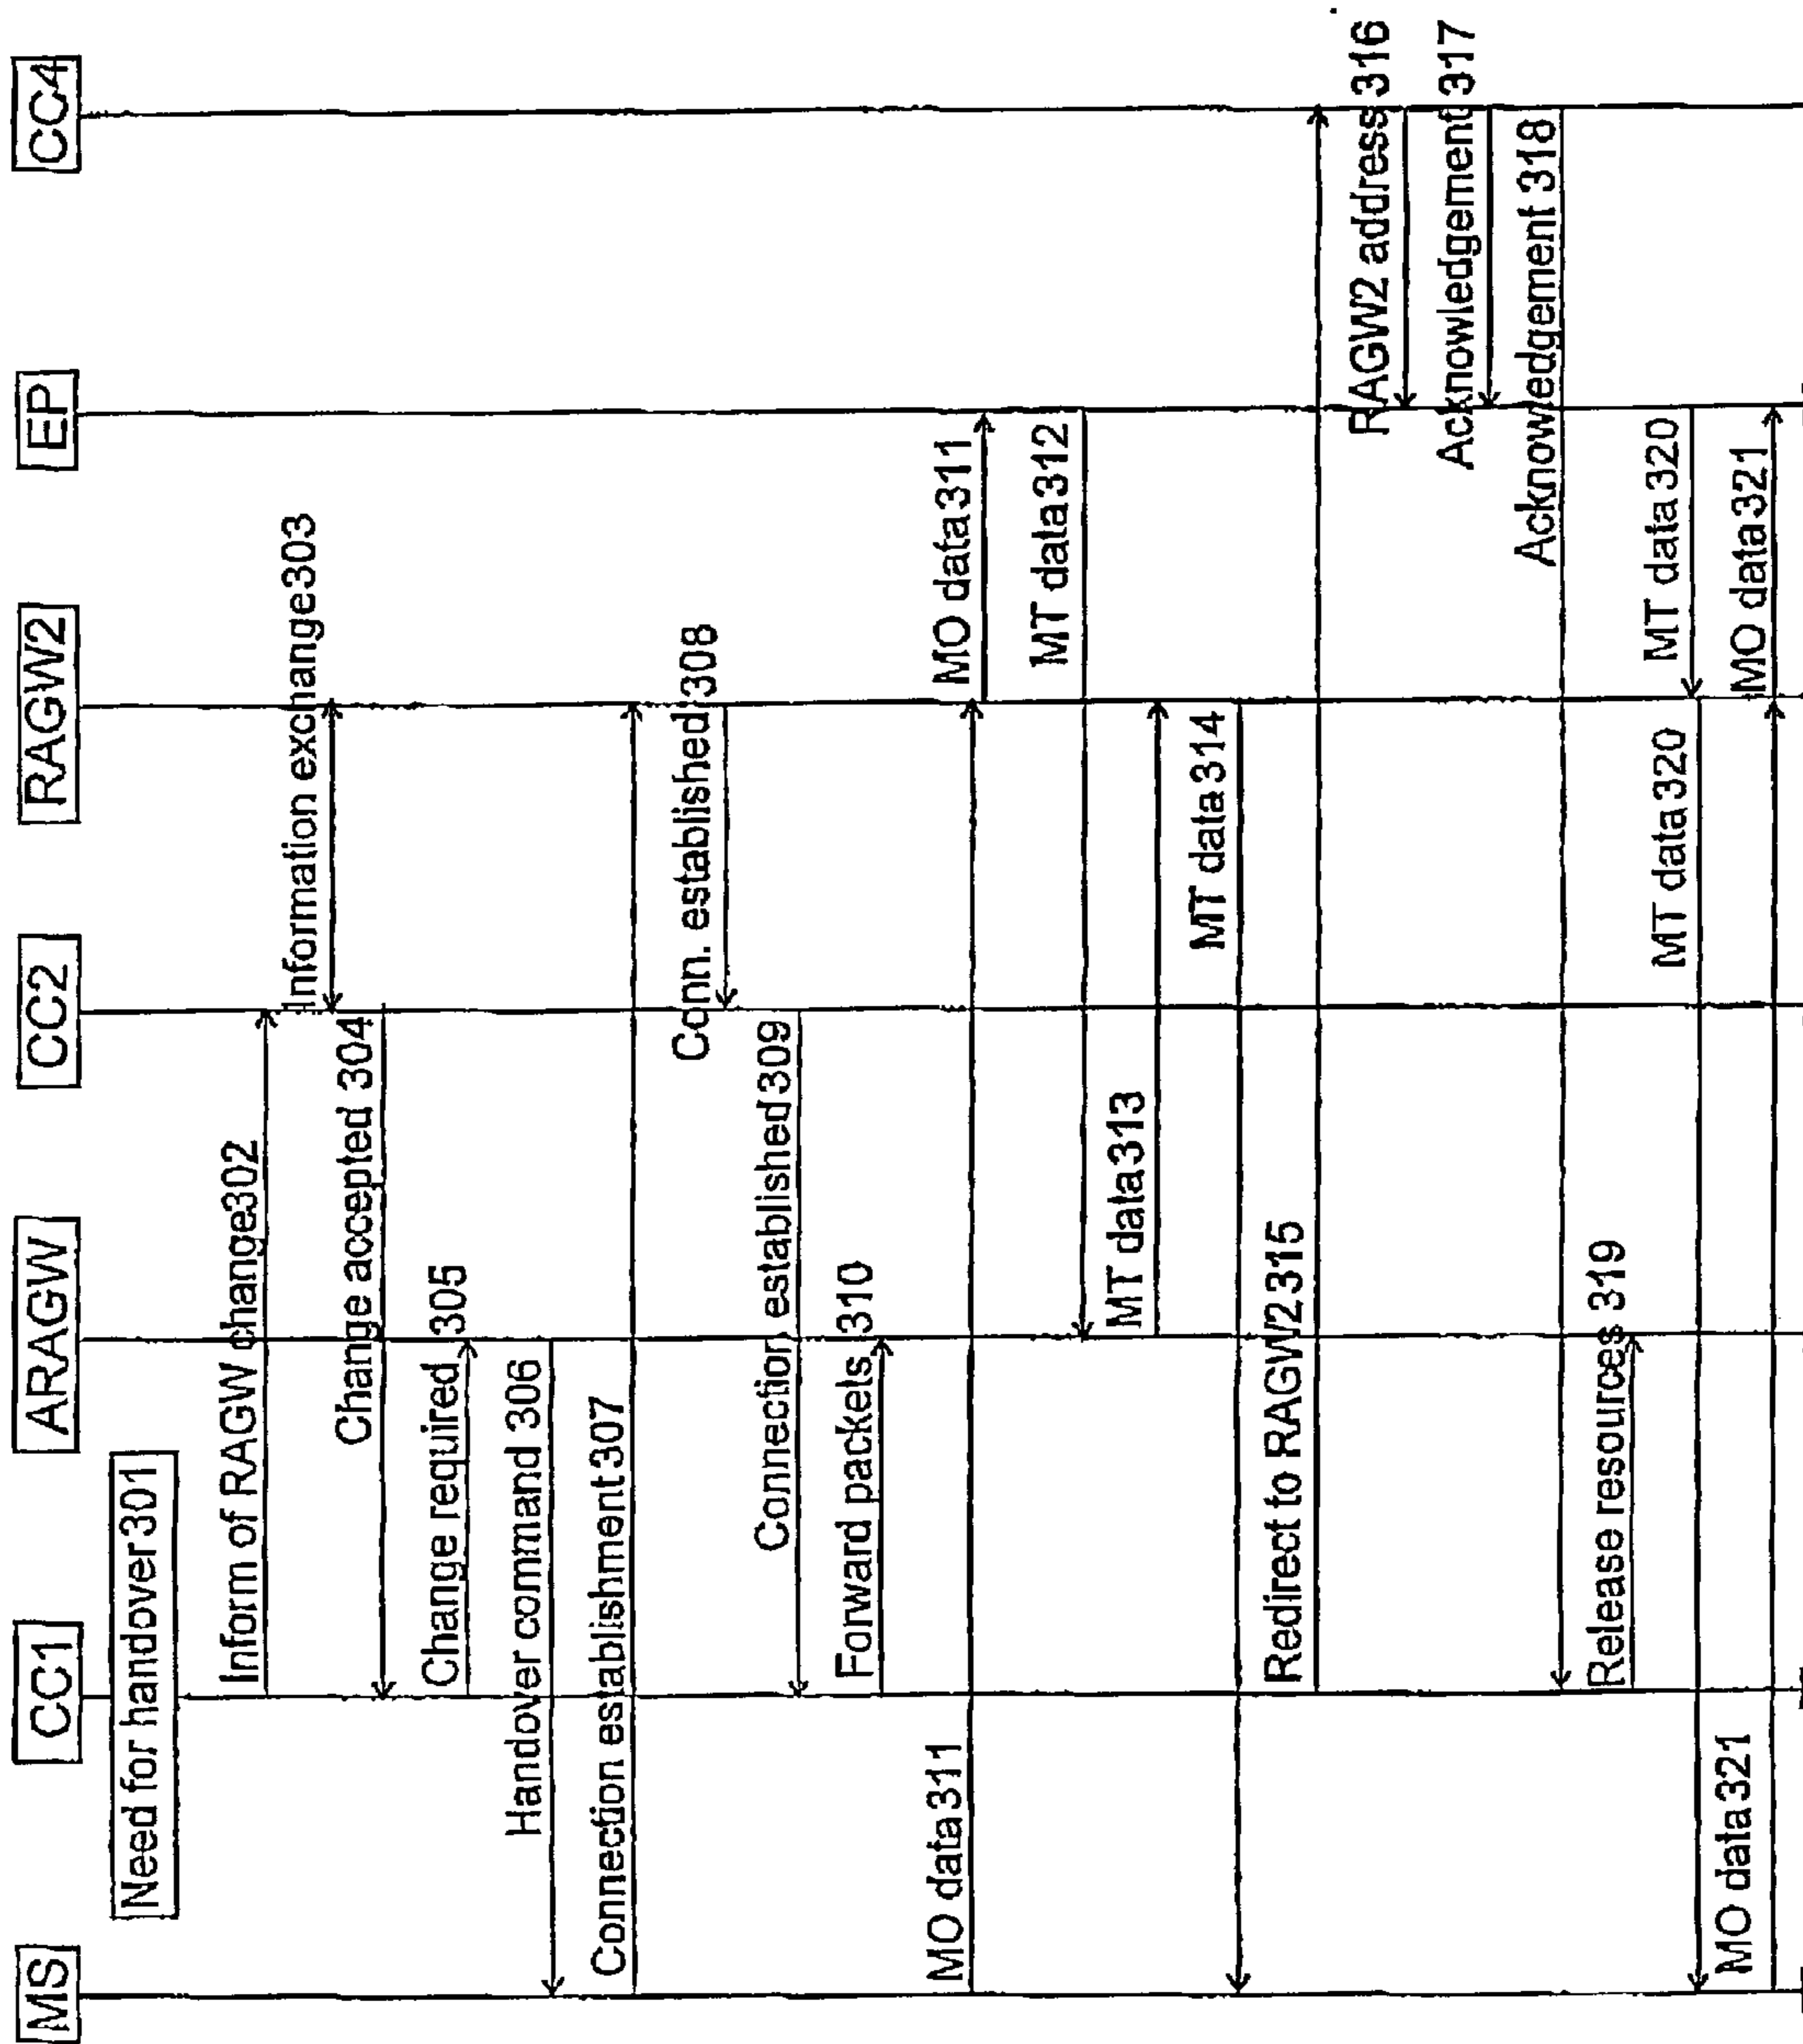 MS
CC1
ARAGW
CC2
RAGW2
EP
CC4
Need for handover 301
Inform of RAGW change 302
Information exchange 303
Change accepted 304
Change required 305
Handover command 306
Connection establishment 307
Conn. established 308
Connection established 309
Forward packets 310
MO data 311
MO data 311
MT data 312
MT data 313
MT data 314
Redirect to RAGW2 315
RAGW2 address 316
Acknowledgement 317
Acknowledgement 318
Release resources 319
MT data 320
MT data 320
MO data 321
MO data 321